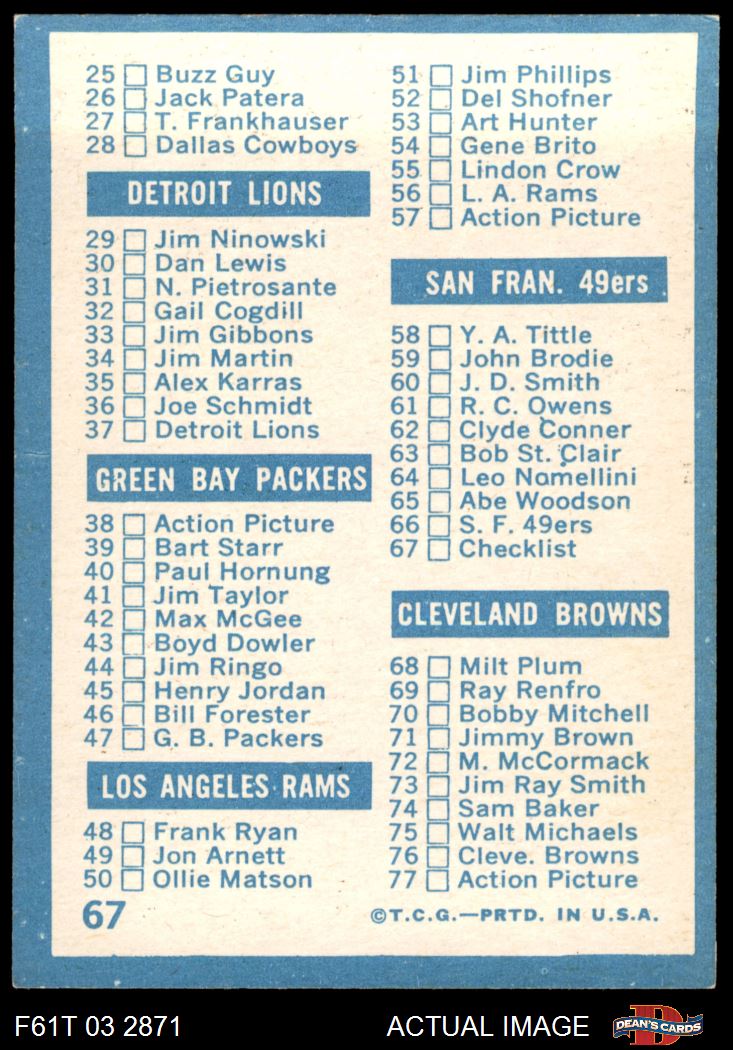 25 Buzz Guy
26 Jack Patera
27 T. Frankhauser
28 Dallas Cowboys
DETROIT LIONS
29 Jim Ninowski
30 Dan Lewis
31 N. Pietrosante
32 Gail Cogdill
33 Jim Gibbons
34 Jim Martin
35 Alex Karras
36 Joe Schmidt
37 Detroit Lions
GREEN BAY PACKERS
38 Action Picture
39 Bart Starr
40 Paul Hornung
41 Jim Taylor
42 Max McGee
43 Boyd Dowler
44 Jim Ringo
45 Henry Jordan
46 Bill Forester
47 G. B. Packers
LOS ANGELES RAMS
48 Frank Ryan
49 Jon Arnett
50 Ollie Matson
51 Jim Phillips
52 Del Shofner
53 Art Hunter
54 Gene Brito
55 Lindon Crow
56 L. A. Rams
57 Action Picture
SAN FRAN. 49ers
58 Y. A. Tittle
59 John Brodie
60 J. D. Smith
61 R. C. Owens
62 Clyde Conner
63 Bob St. Clair
64 Leo Nomellini
65 Abe Woodson
66 S. F. 49ers
67 Checklist
CLEVELAND BROWNS
68 Milt Plum
69 Ray Renfro
70 Bobby Mitchell
71 Jimmy Brown
72 M. McCormack
73 Jim Ray Smith
74 Sam Baker
75 Walt Michaels
76 Cleve. Browns
77 Action Picture
67
©T.C.G.—PRTD. IN U.S.A.
F61T 03 2871
ACTUAL IMAGE
D
DEAN'S CARDS